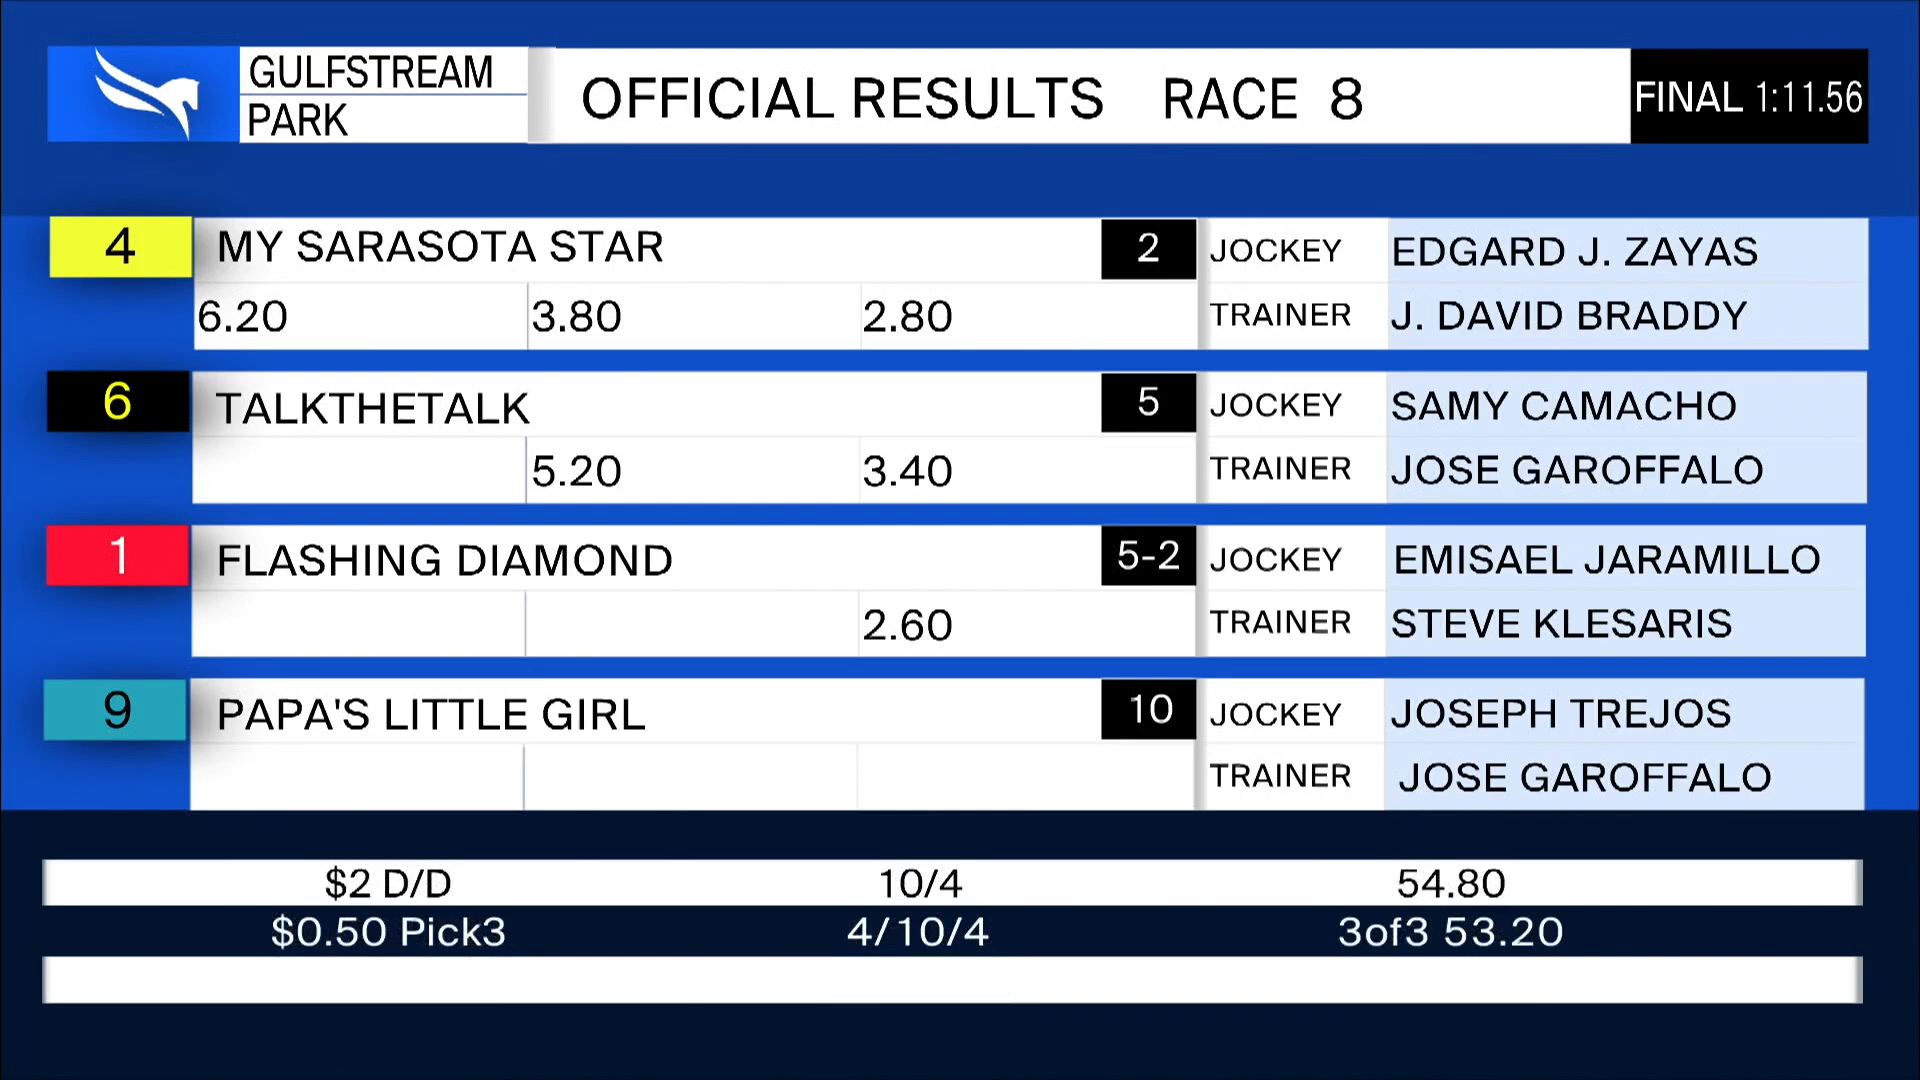 GULFSTREAM
PARK
OFFICIAL RESULTS RACE 8
FINAL 1:11.56
4 MY SARASOTA STAR 2 JOCKEY EDGARD J. ZAYAS
6.20 3.80 2.80 TRAINER J. DAVID BRADDY
6 TALKTHETALK 5 JOCKEY SAMY CAMACHO
5.20 3.40 TRAINER JOSE GAROFFALO
1 FLASHING DIAMOND 5-2 JOCKEY EMISAEL JARAMILLO
2.60 TRAINER STEVE KLESARIS
9 PAPA'S LITTLE GIRL 10 JOCKEY JOSEPH TREJOS
TRAINER JOSE GAROFFALO
$2 D/D 10/4 54.80
$0.50 Pick3 4/10/4 3of3 53.20